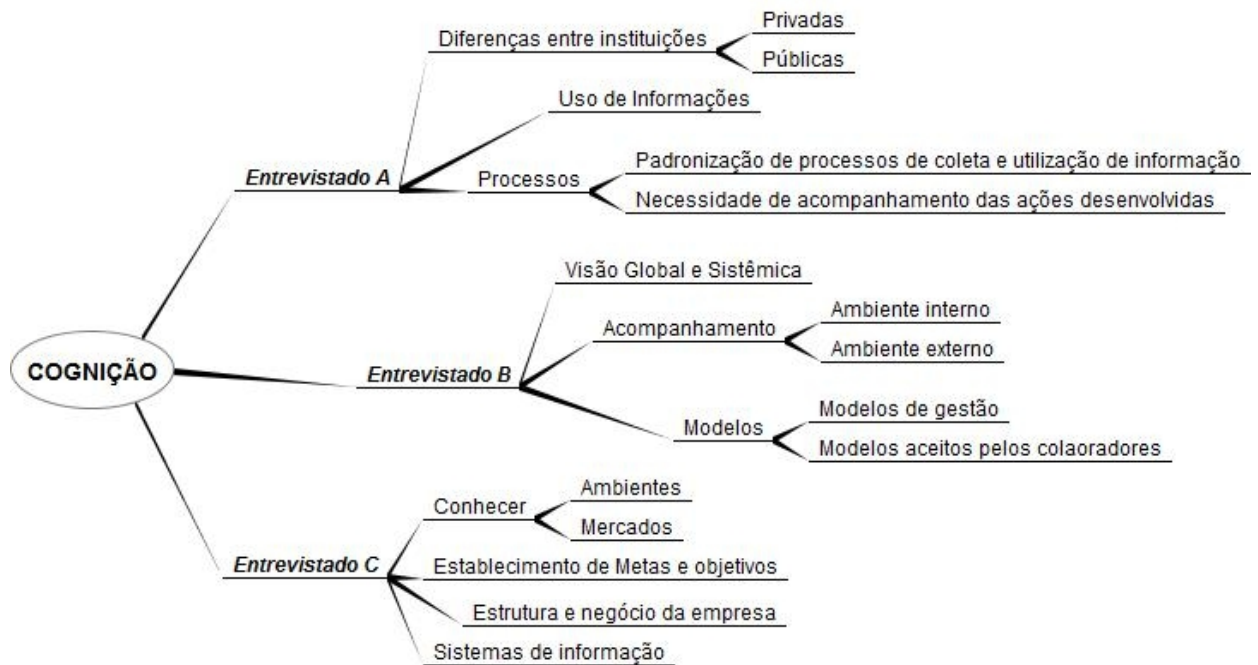 COGNIÇÃO
Entrevistado A
Diferenças entre instituições
Privadas
Públicas
Uso de Informações
Processos
Padronização de processos de coleta e utilização de informação
Necessidade de acompanhamento das ações desenvolvidas
Entrevistado B
Visão Global e Sistêmica
Acompanhamento
Ambiente interno
Ambiente externo
Modelos
Modelos de gestão
Modelos aceitos pelos colaoradores
Entrevistado C
Conhecer
Ambientes
Mercados
Establecimento de Metas e objetivos
Estrutura e negócio da empresa
Sistemas de informação